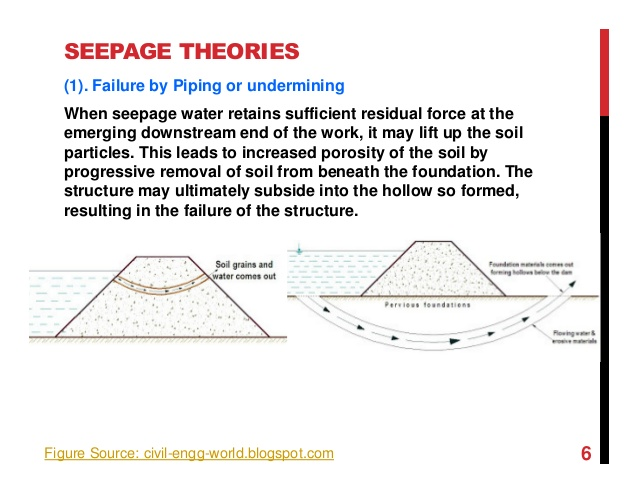 SEEPAGE THEORIES
(1). Failure by Piping or undermining
When seepage water retains sufficient residual force at the
emerging downstream end of the work, it may lift up the soil
particles. This leads to increased porosity of the soil by
progressive removal of soil from beneath the foundation. The
structure may ultimately subside into the hollow so formed,
resulting in the failure of the structure.
Soil grains and
water comes out
Foundation materials comes out
forming hollows below the dam
Pervious foundations
Flowing water &
erosive materials
Figure Source: civil-engg-world.blogspot.com
6